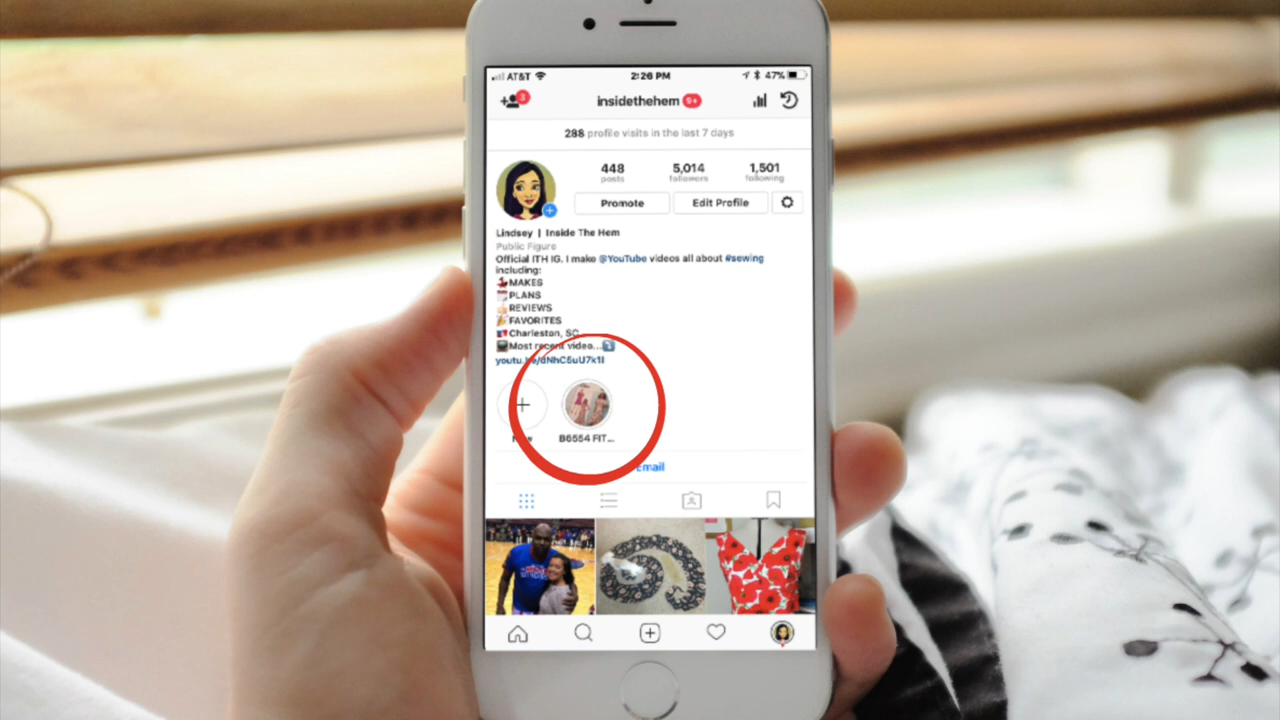 AT&T 2:26 PM 47%
3 insidethehem 9+
288 profile visits in the last 7 days
448 5,014 1,501
posts followers following
Promote Edit Profile
Lindsey | Inside The Hem
Public Figure
Official ITH IG. I make @YouTube videos all about #sewing
including:
MAKES
PLANS
REVIEWS
FAVORITES
Charleston, SC
Most recent video...
youtu.be/dNhC5uU7k1I
New B6554 FIT...
Email